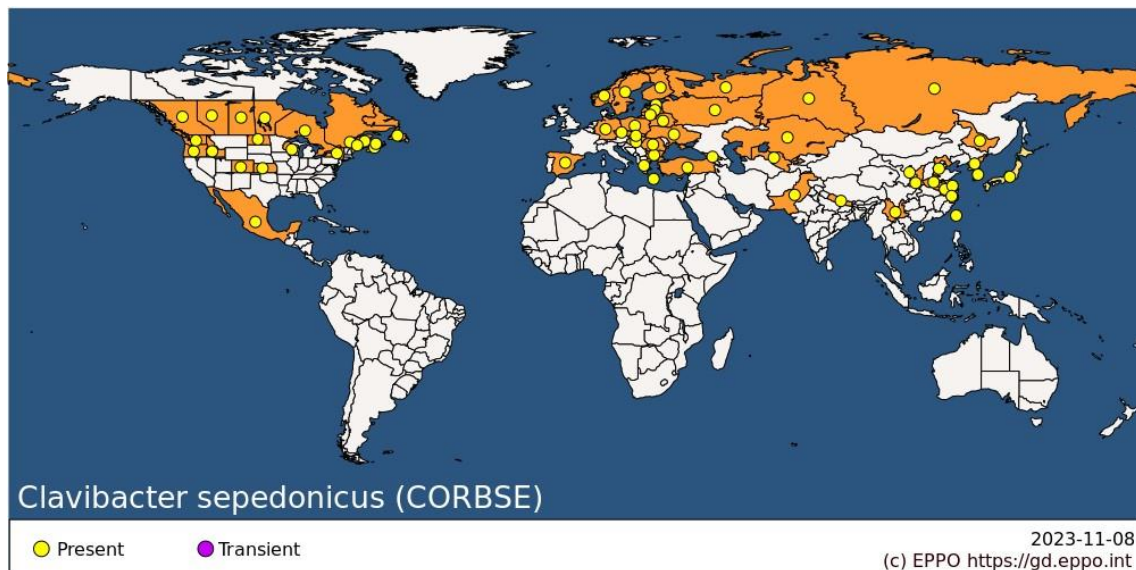 Clavibacter sepedonicus (CORBSE)
Present
Transient
2023-11-08
(c) EPPO https://gd.eppo.int